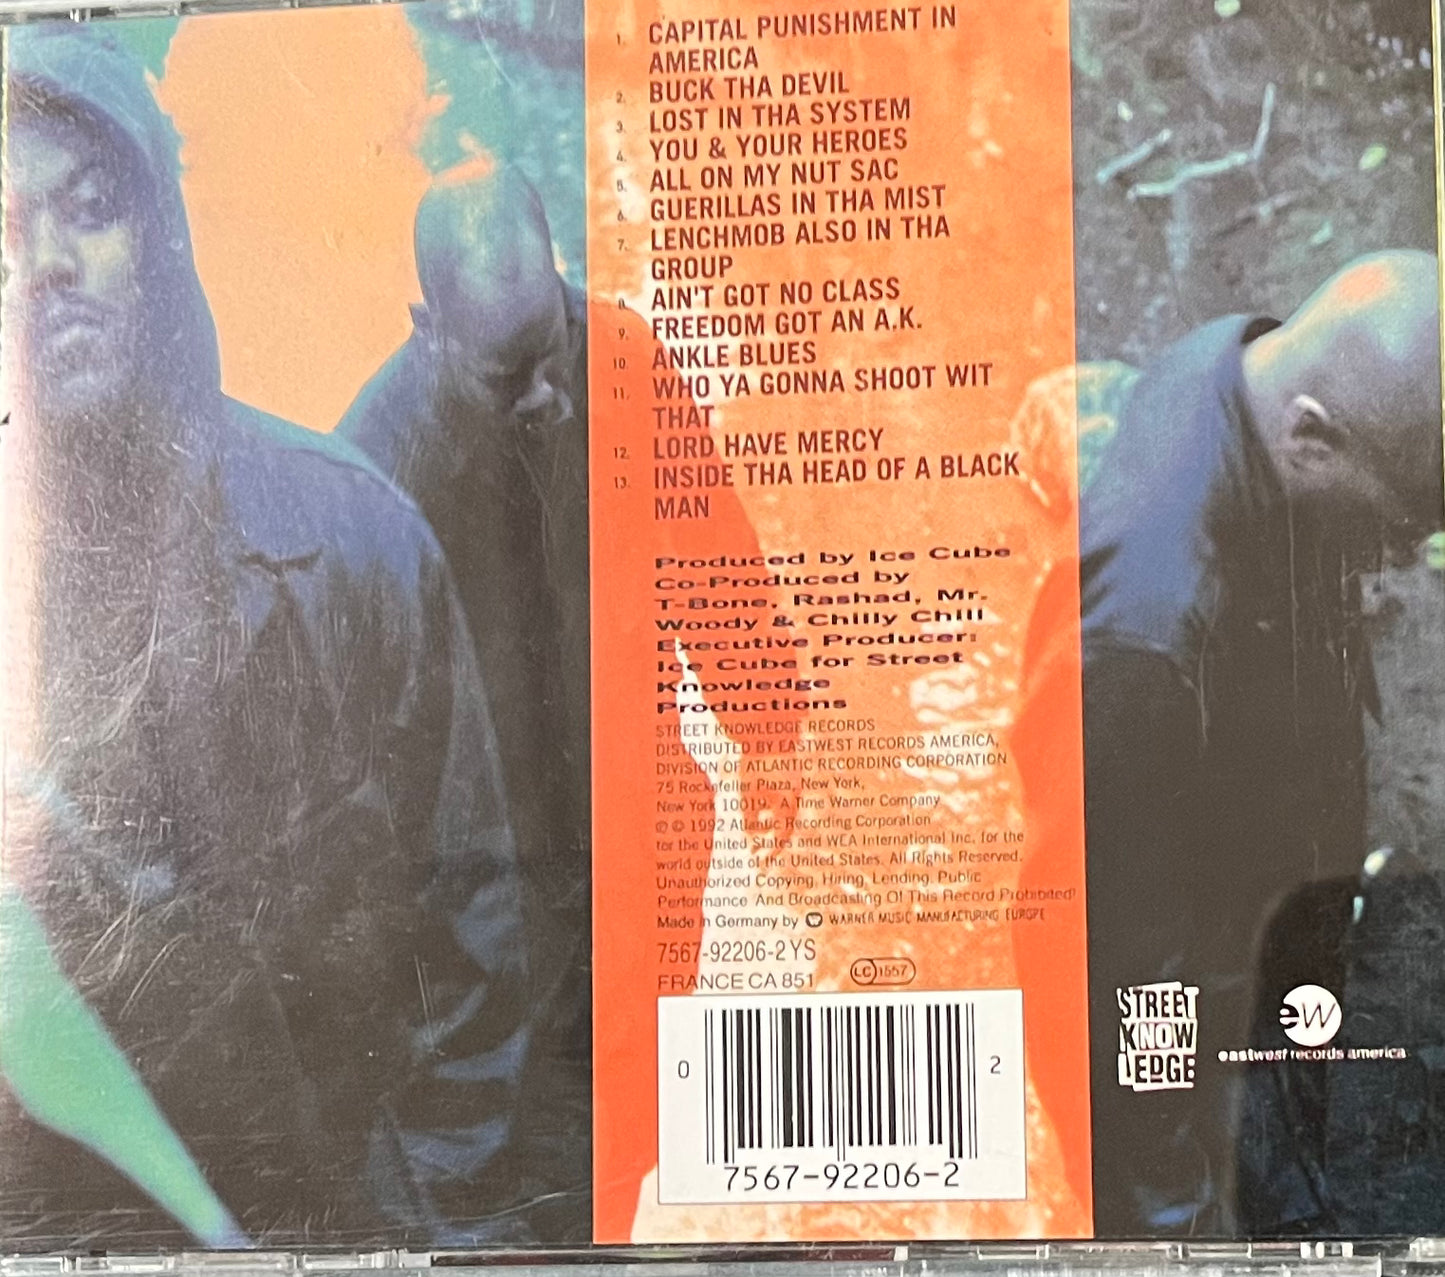 1. CAPITAL PUNISHMENT IN
AMERICA
2. BUCK THA DEVIL
3. LOST IN THA SYSTEM
4. YOU & YOUR HEROES
5. ALL ON MY NUT SAC
6. GUERILLAS IN THA MIST
7. LENCHMOB ALSO IN THA
GROUP
8. AIN'T GOT NO CLASS
9. FREEDOM GOT AN A.K.
10. ANKLE BLUES
11. WHO YA GONNA SHOOT WIT
THAT
12. LORD HAVE MERCY
13. INSIDE THA HEAD OF A BLACK
MAN
Produced by Ice Cube
Co-Produced by
T-Bone, Rashad, Mr.
Woody & Chilly Chill
Executive Producer:
Ice Cube for Street
Knowledge
Productions
STREET KNOWLEDGE RECORDS
DISTRIBUTED BY EASTWEST RECORDS AMERICA,
DIVISION OF ATLANTIC RECORDING CORPORATION
75 Rockefeller Plaza, New York,
New York 10019. A Time Warner Company
℗ © 1992 Atlantic Recording Corporation
for the United States and WEA International Inc. for the
world outside of the United States. All Rights Reserved.
Unauthorized Copying, Hiring, Lending, Public
Performance And Broadcasting Of This Record Prohibited!
Made in Germany by WARNER MUSIC MANUFACTURING EUROPE
7567-92206-2 YS
FRANCE CA 851 LC 1557
0 2
7567-92206-2
STREET
KNOW
LEDGE
eW
eastwest records america